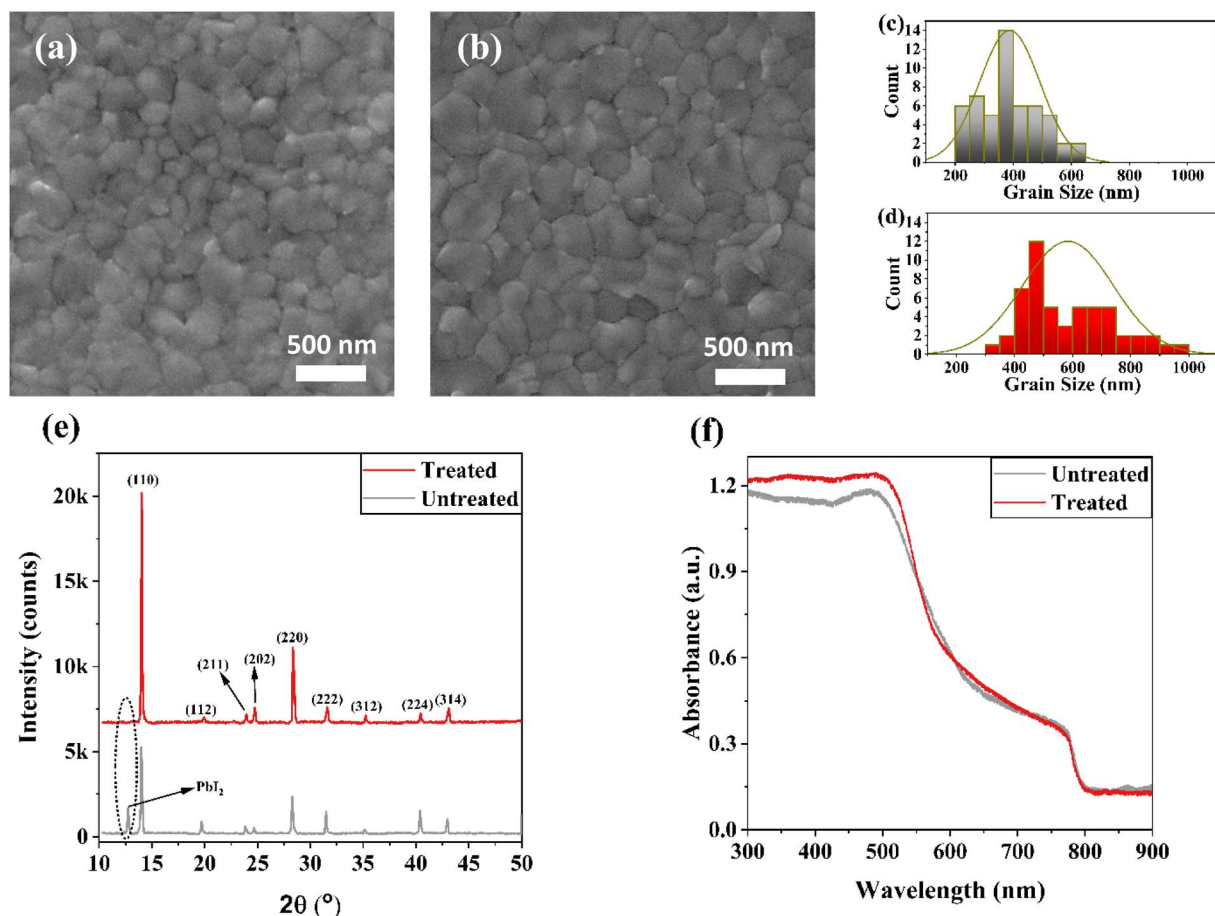 (a)
500 nm
(b)
500 nm
(c)
Count
14
12
10
8
6
4
2
0
200 400 600 800 1000
Grain Size (nm)
(d)
Count
14
12
10
8
6
4
2
0
200 400 600 800 1000
Grain Size (nm)
(e)
Treated
Untreated
Intensity (counts)
20k
15k
10k
5k
0
(110)
(112)
(211)
(202)
(220)
(222)
(312)
(224)
(314)
PbI₂
10 15 20 25 30 35 40 45 50
2θ (°)
(f)
Untreated
Treated
Absorbance (a.u.)
1.2
0.9
0.6
0.3
0.0
300 400 500 600 700 800 900
Wavelength (nm)